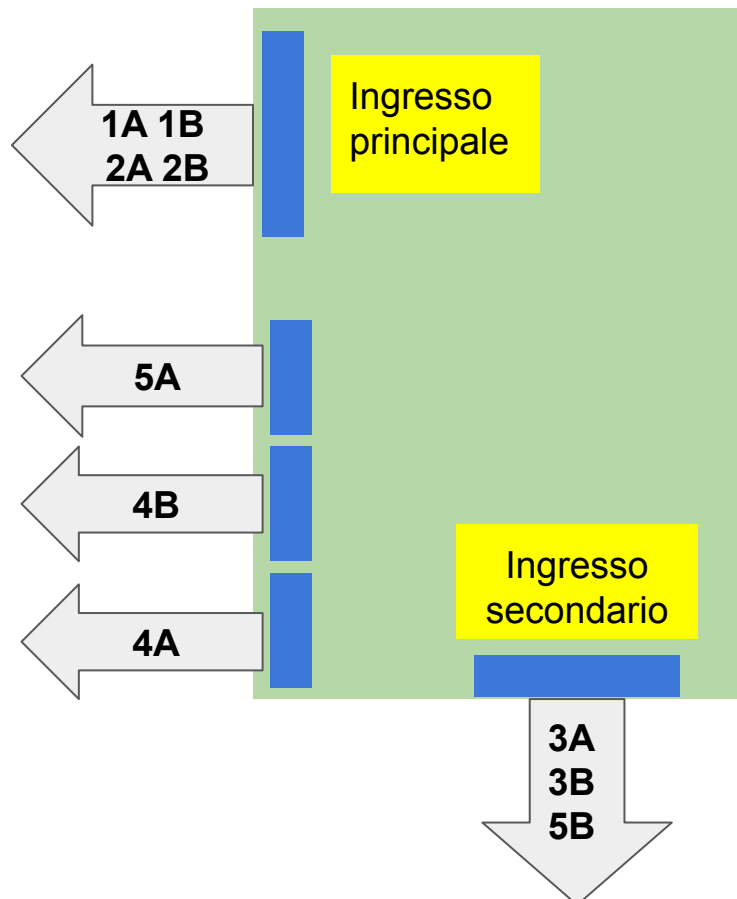 1A 1B
2A 2B
Ingresso
principale
5A
4B
4A
Ingresso
secondario
3A
3B
5B